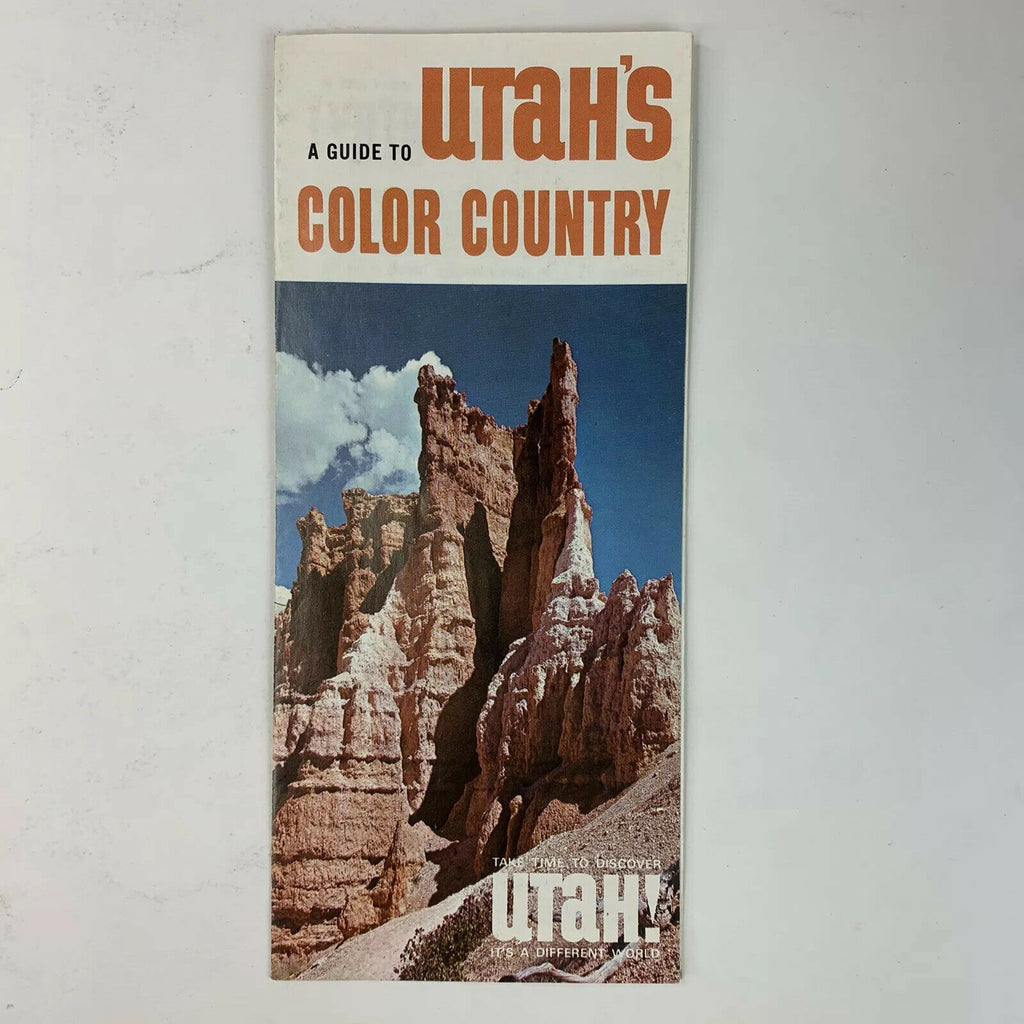 A GUIDE TO UTaH'S
COLOR COUNTRY
TAKE TIME TO DISCOVER
UTaH!
IT'S A DIFFERENT WORLD